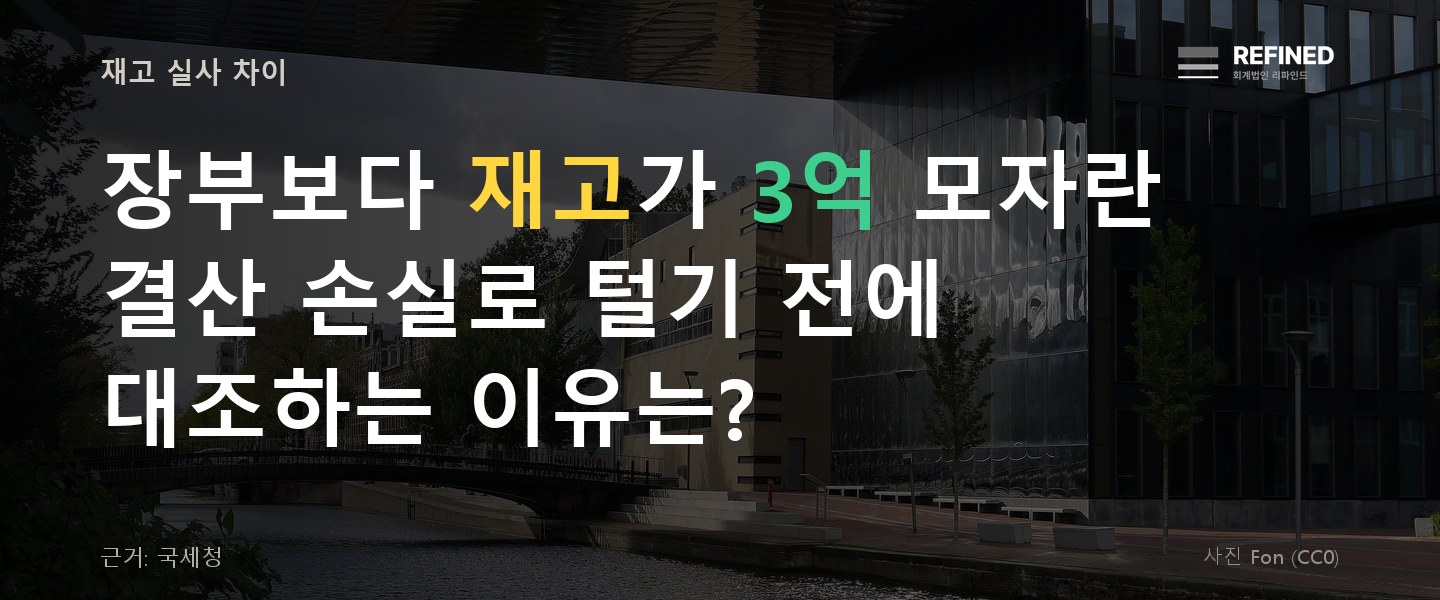 재고 실사 차이
REFINED
회계법인 리파인드
장부보다 재고가 3억 모자란
결산 손실로 털기 전에
대조하는 이유는?
근거: 국세청
사진 Fon (CC0)